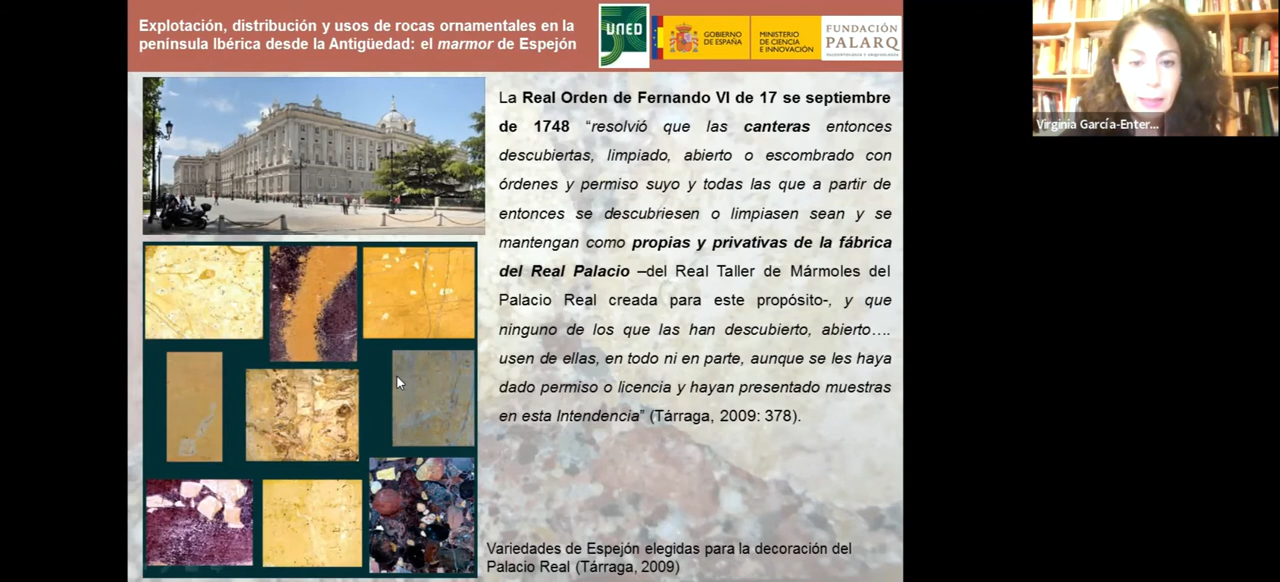 Explotación, distribución y usos de rocas ornamentales en la
península Ibérica desde la Antigüedad: el marmor de Espejón
UNED
GOBIERNO
DE ESPAÑA
MINISTERIO
DE CIENCIA
E INNOVACIÓN
FUNDACIÓN
PALARQ
Virginia García-Enter...
La Real Orden de Fernando VI de 17 se septiembre
de 1748 “resolvió que las canteras entonces
descubiertas, limpiado, abierto o escombrado con
órdenes y permiso suyo y todas las que a partir de
entonces se descubriesen o limpiasen sean y se
mantengan como propias y privativas de la fábrica
del Real Palacio –del Real Taller de Mármoles del
Palacio Real creada para este propósito-, y que
ninguno de los que las han descubierto, abierto….
usen de ellas, en todo ni en parte, aunque se les haya
dado permiso o licencia y hayan presentado muestras
en esta Intendencia” (Tárraga, 2009: 378).
Variedades de Espejón elegidas para la decoración del
Palacio Real (Tárraga, 2009)